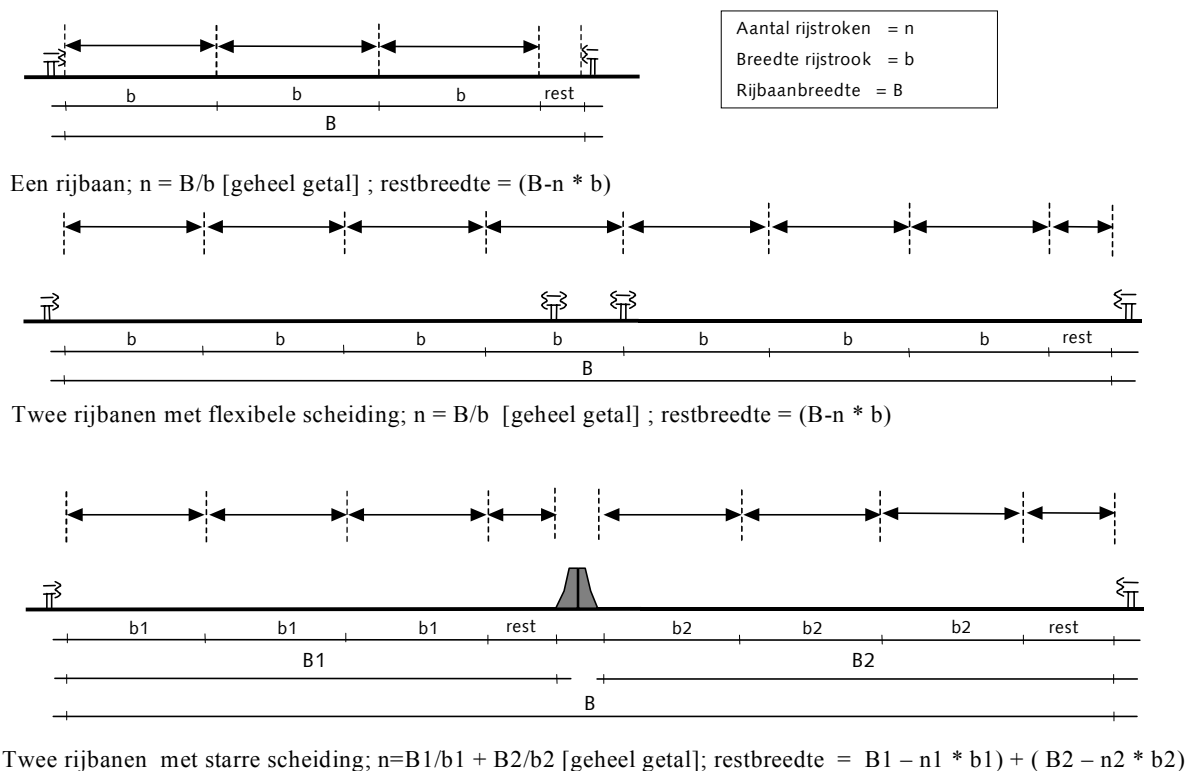 Aantal rijstroken = n
Breedte rijstrook = b
Rijbaanbreedte = B
b b b rest
B
Een rijbaan; n = B/b [geheel getal] ; restbreedte = (B-n * b)
b b b b b b b rest
B
Twee rijbanen met flexibele scheiding; n = B/b [geheel getal] ; restbreedte = (B-n * b)
b1 b1 b1 rest b2 b2 b2 rest
B1 B2
B
Twee rijbanen met starre scheiding; n=B1/b1 + B2/b2 [geheel getal]; restbreedte = B1 – n1 * b1) + ( B2 – n2 * b2)